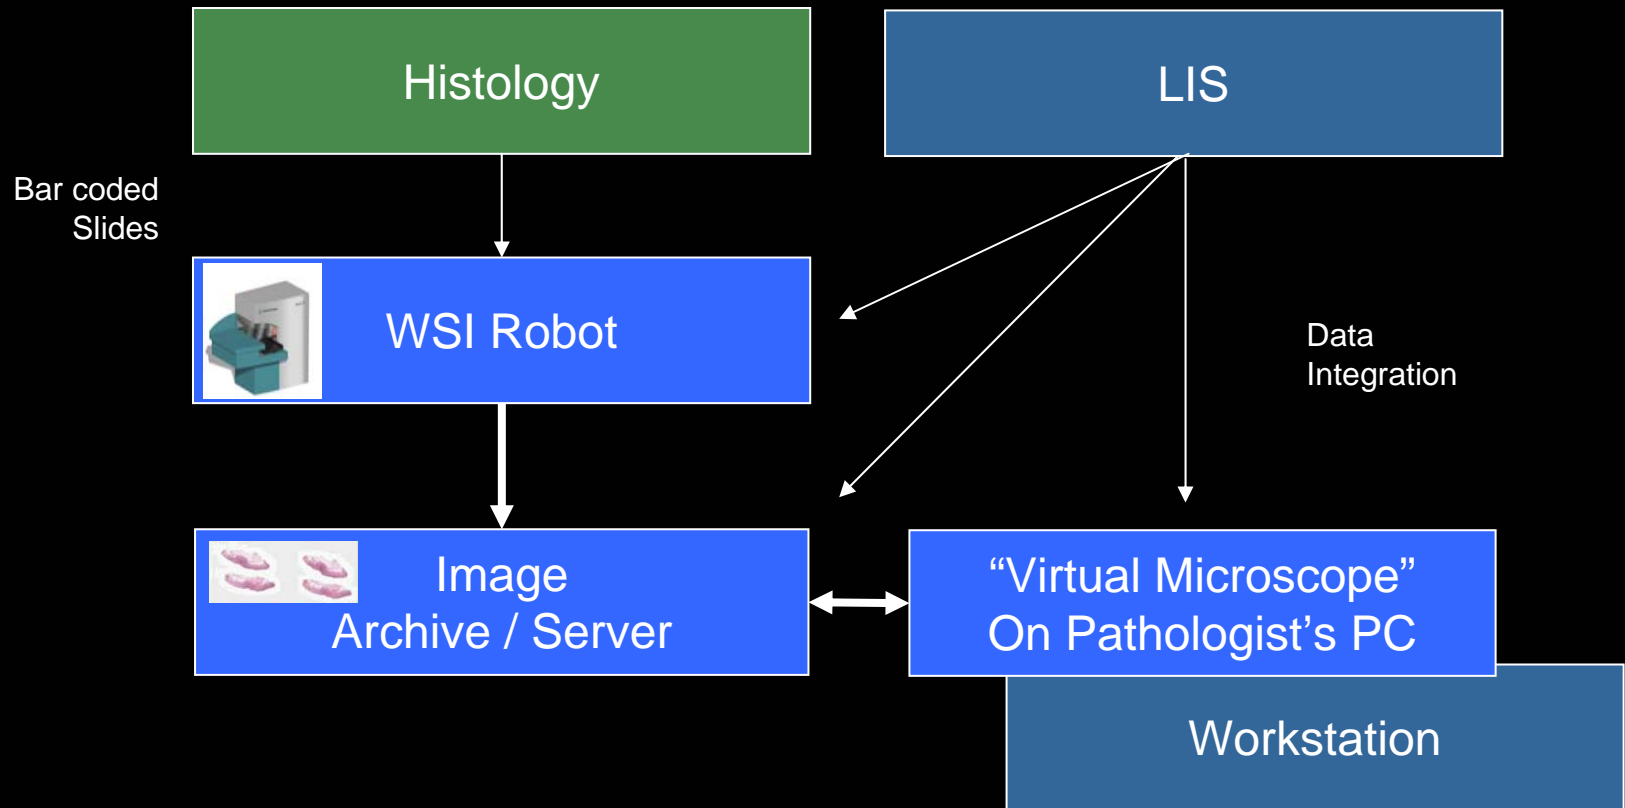 Histology
LIS
Bar coded
Slides
WSI Robot
Data
Integration
Image
Archive / Server
“Virtual Microscope”
On Pathologist’s PC
Workstation